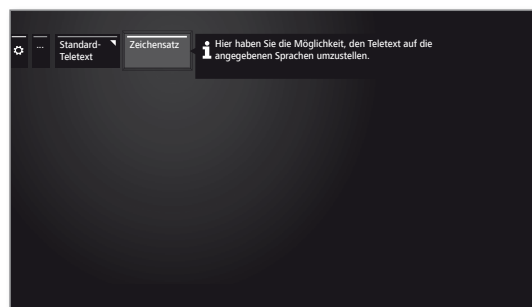 ...
Standard-
Teletext
Zeichensatz
Hier haben Sie die Möglichkeit, den Teletext auf die
angegebenen Sprachen umzustellen.